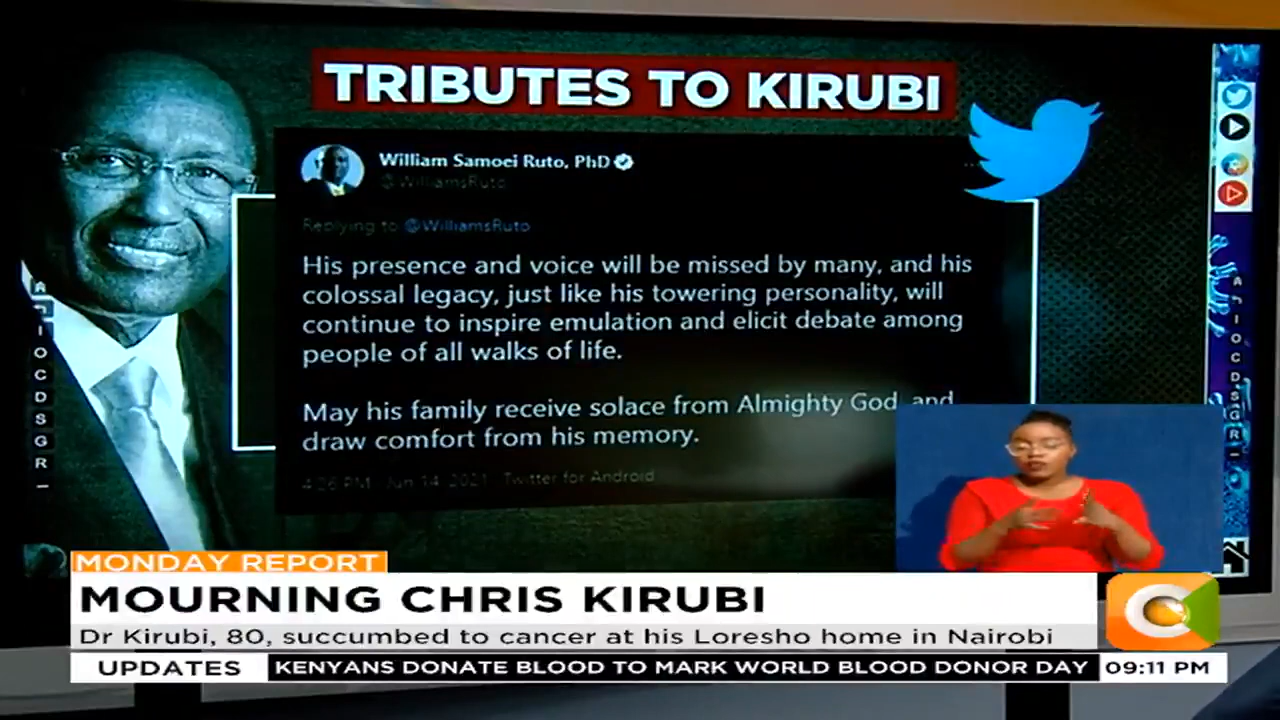 TRIBUTES TO KIRUBI
William Samoei Ruto, PhD
@WilliamsRuto
Replying to @WilliamsRuto
His presence and voice will be missed by many, and his
colossal legacy, just like his towering personality, will
continue to inspire emulation and elicit debate among
people of all walks of life.
May his family receive solace from Almighty God, and
draw comfort from his memory.
4:26 PM Jun 14, 2021 Twitter for Android
MONDAY REPORT
MOURNING CHRIS KIRUBI
Dr Kirubi, 80, succumbed to cancer at his Loresho home in Nairobi
UPDATES
KENYANS DONATE BLOOD TO MARK WORLD BLOOD DONOR DAY
09:11 PM